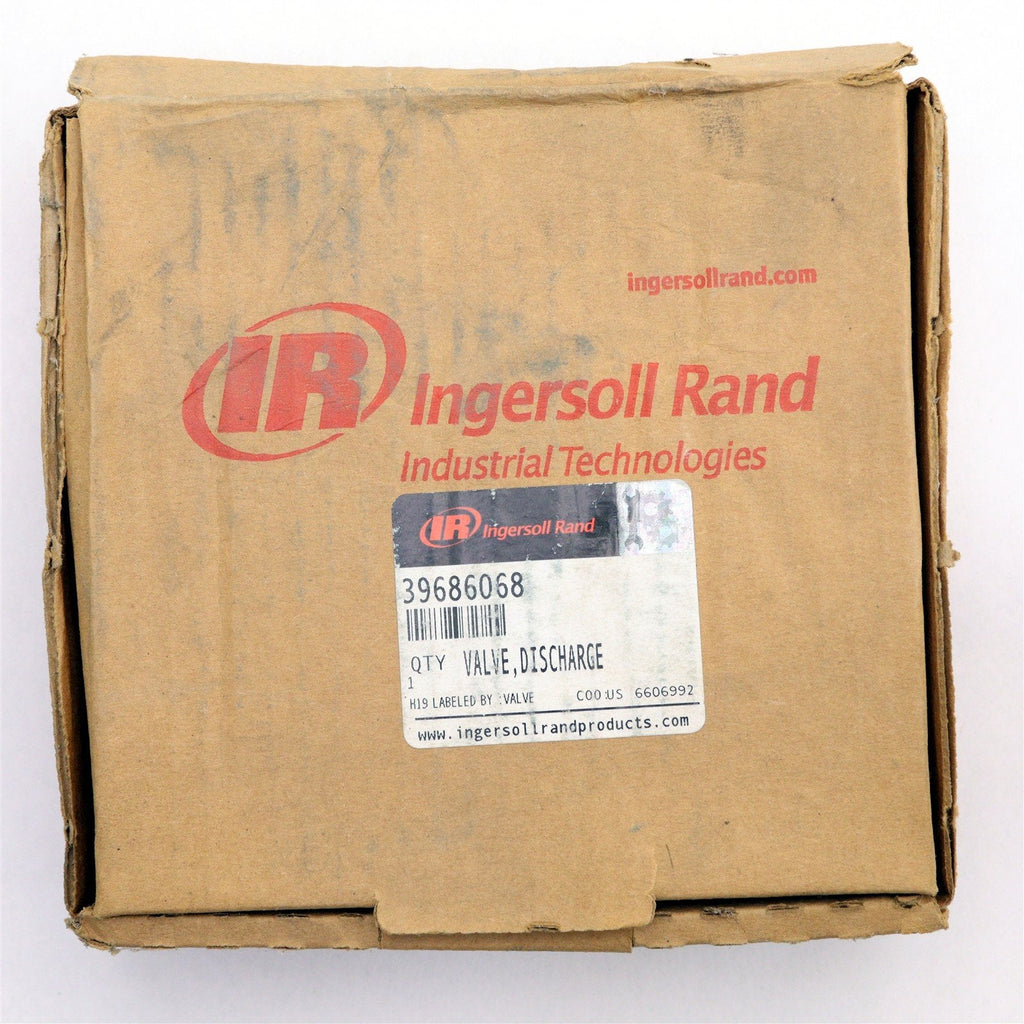 ingersollrand.com
IR Ingersoll Rand
Industrial Technologies
IR Ingersoll Rand
39686068
QTY VALVE,DISCHARGE
1
H19 LABELED BY :VALVE COO:US 6606992
www.ingersollrandproducts.com